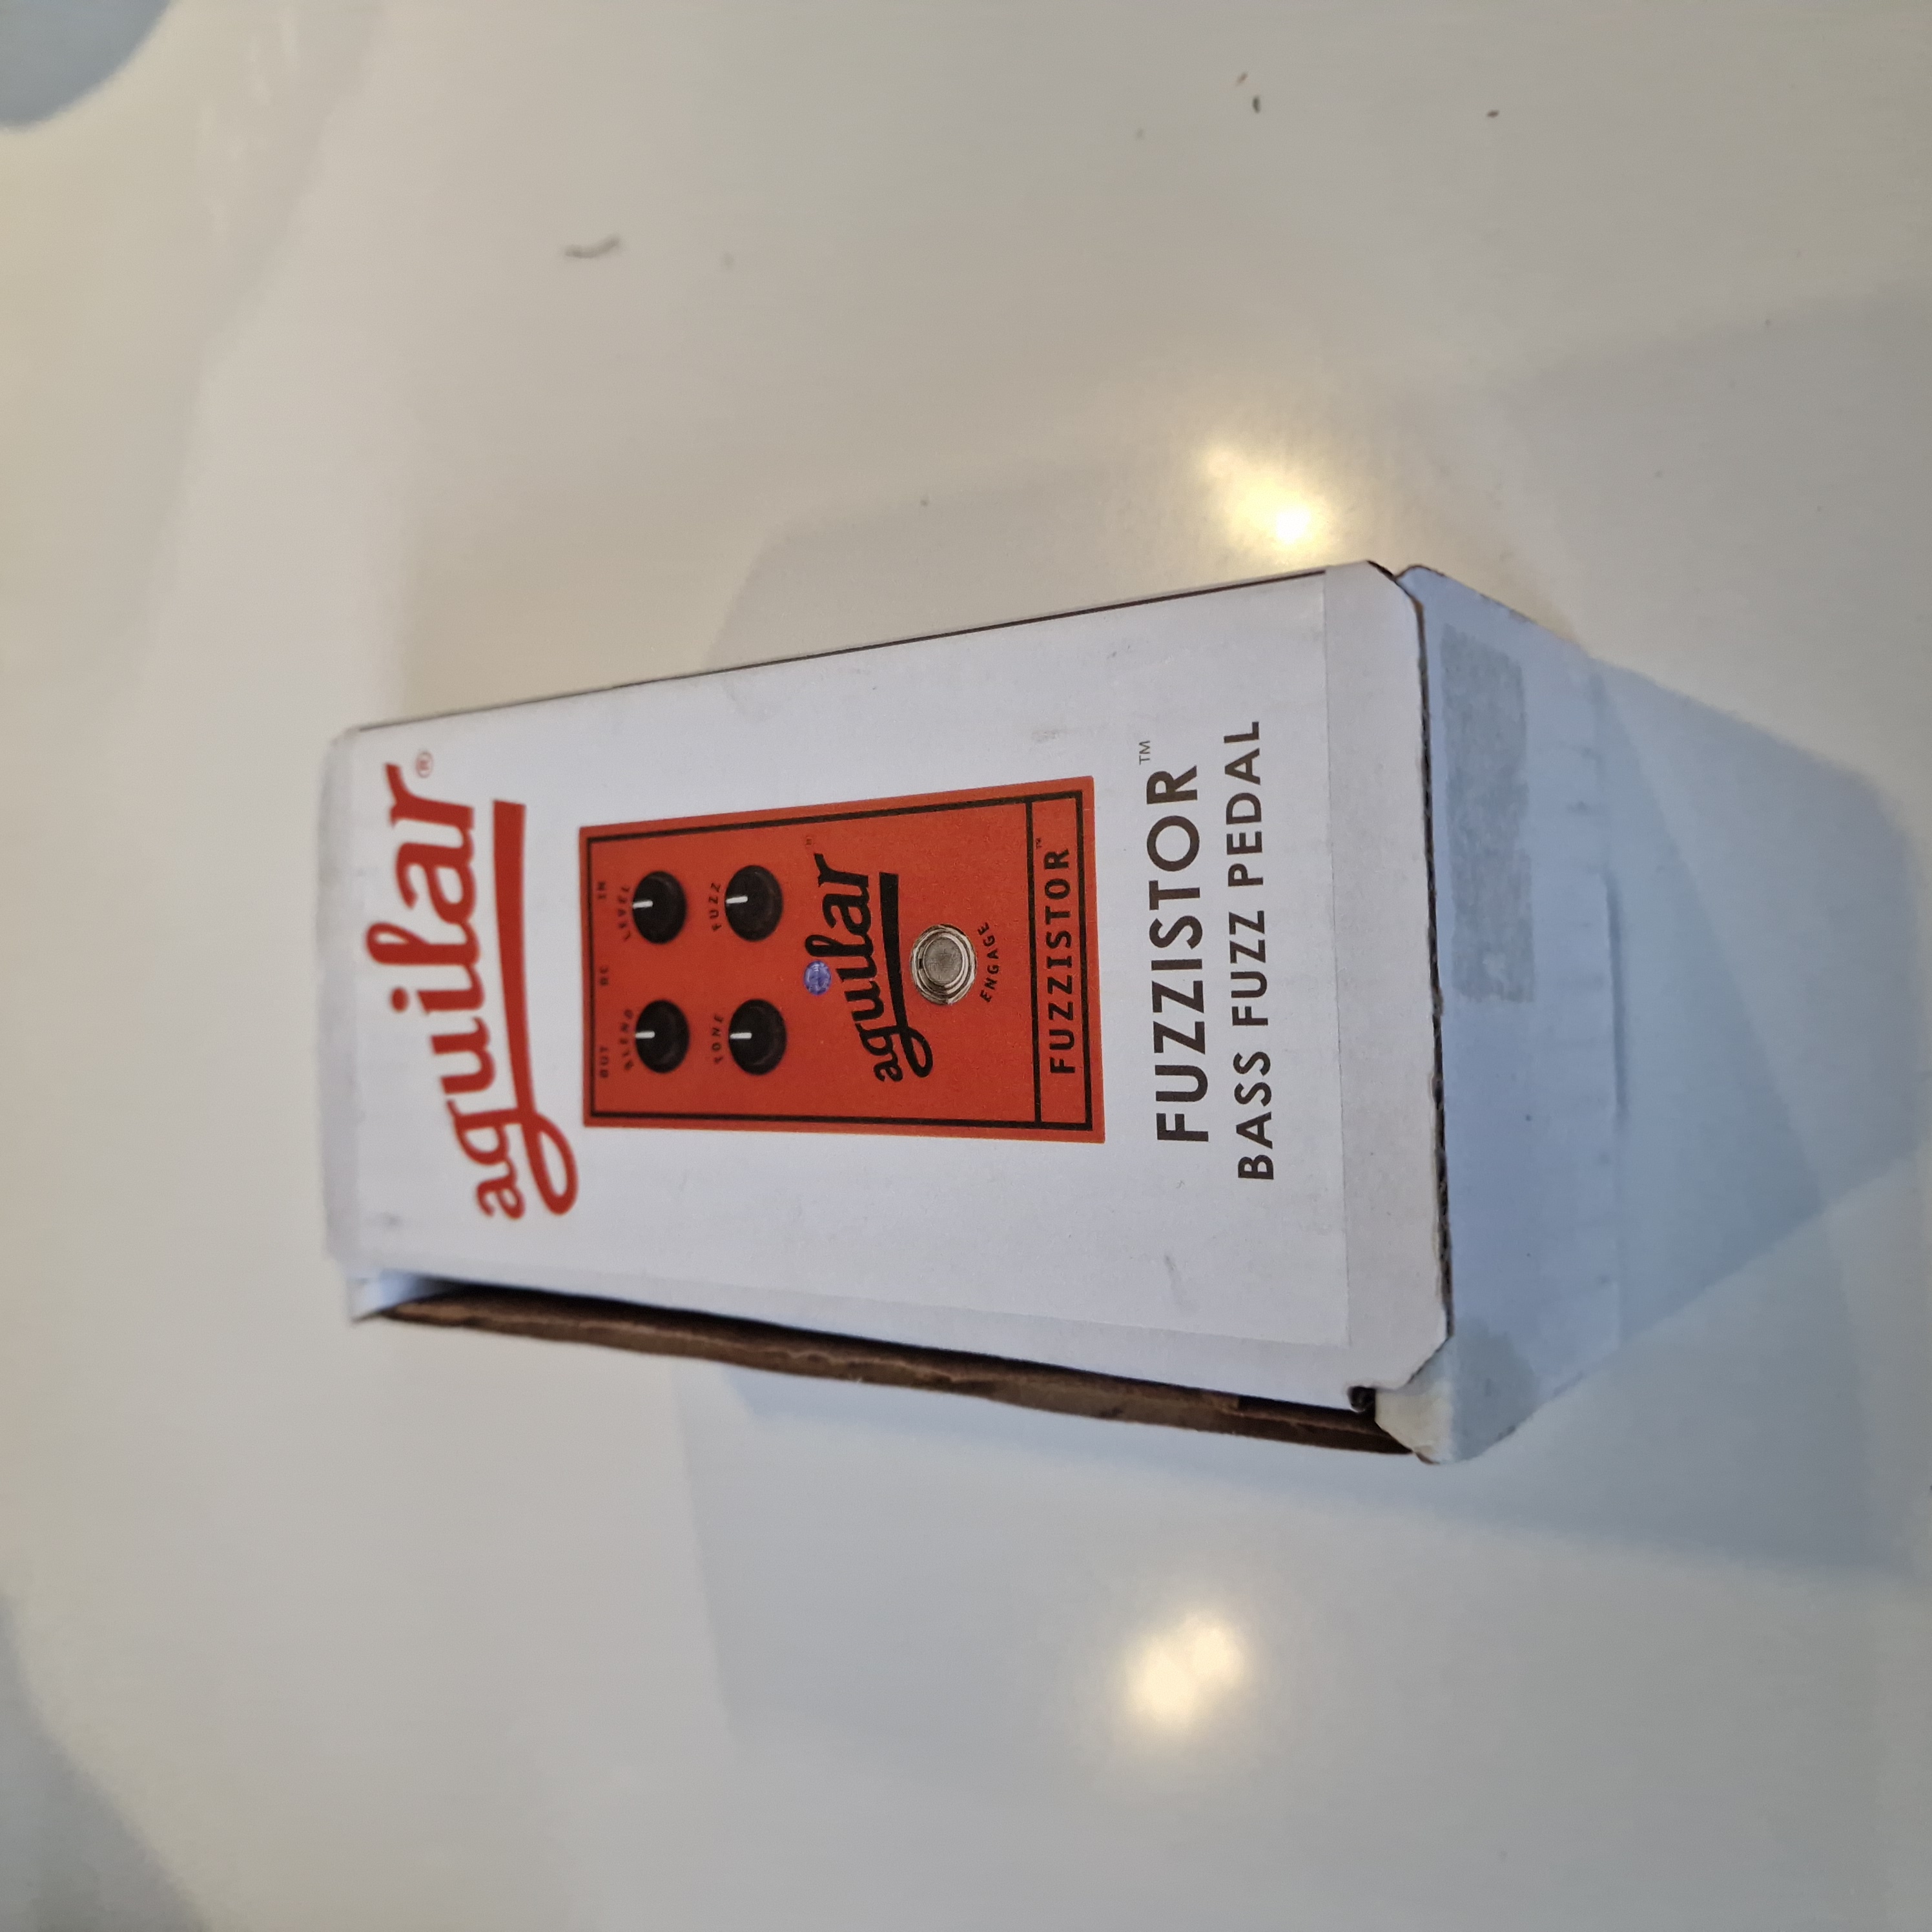 aguilar®
OUT DC IN
BLEND LEVEL
TONE FUZZ
aguilar
ENGAGE
FUZZISTOR™
FUZZISTOR™
BASS FUZZ PEDAL